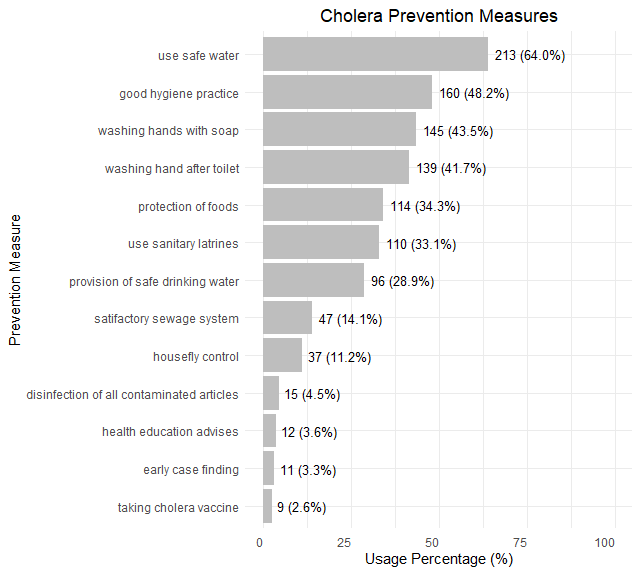 Cholera Prevention Measures
Prevention Measure
use safe water 213 (64.0%)
good hygiene practice 160 (48.2%)
washing hands with soap 145 (43.5%)
washing hand after toilet 139 (41.7%)
protection of foods 114 (34.3%)
use sanitary latrines 110 (33.1%)
provision of safe drinking water 96 (28.9%)
satifactory sewage system 47 (14.1%)
housefly control 37 (11.2%)
disinfection of all contaminated articles 15 (4.5%)
health education advises 12 (3.6%)
early case finding 11 (3.3%)
taking cholera vaccine 9 (2.6%)
0 25 50 75 100
Usage Percentage (%)